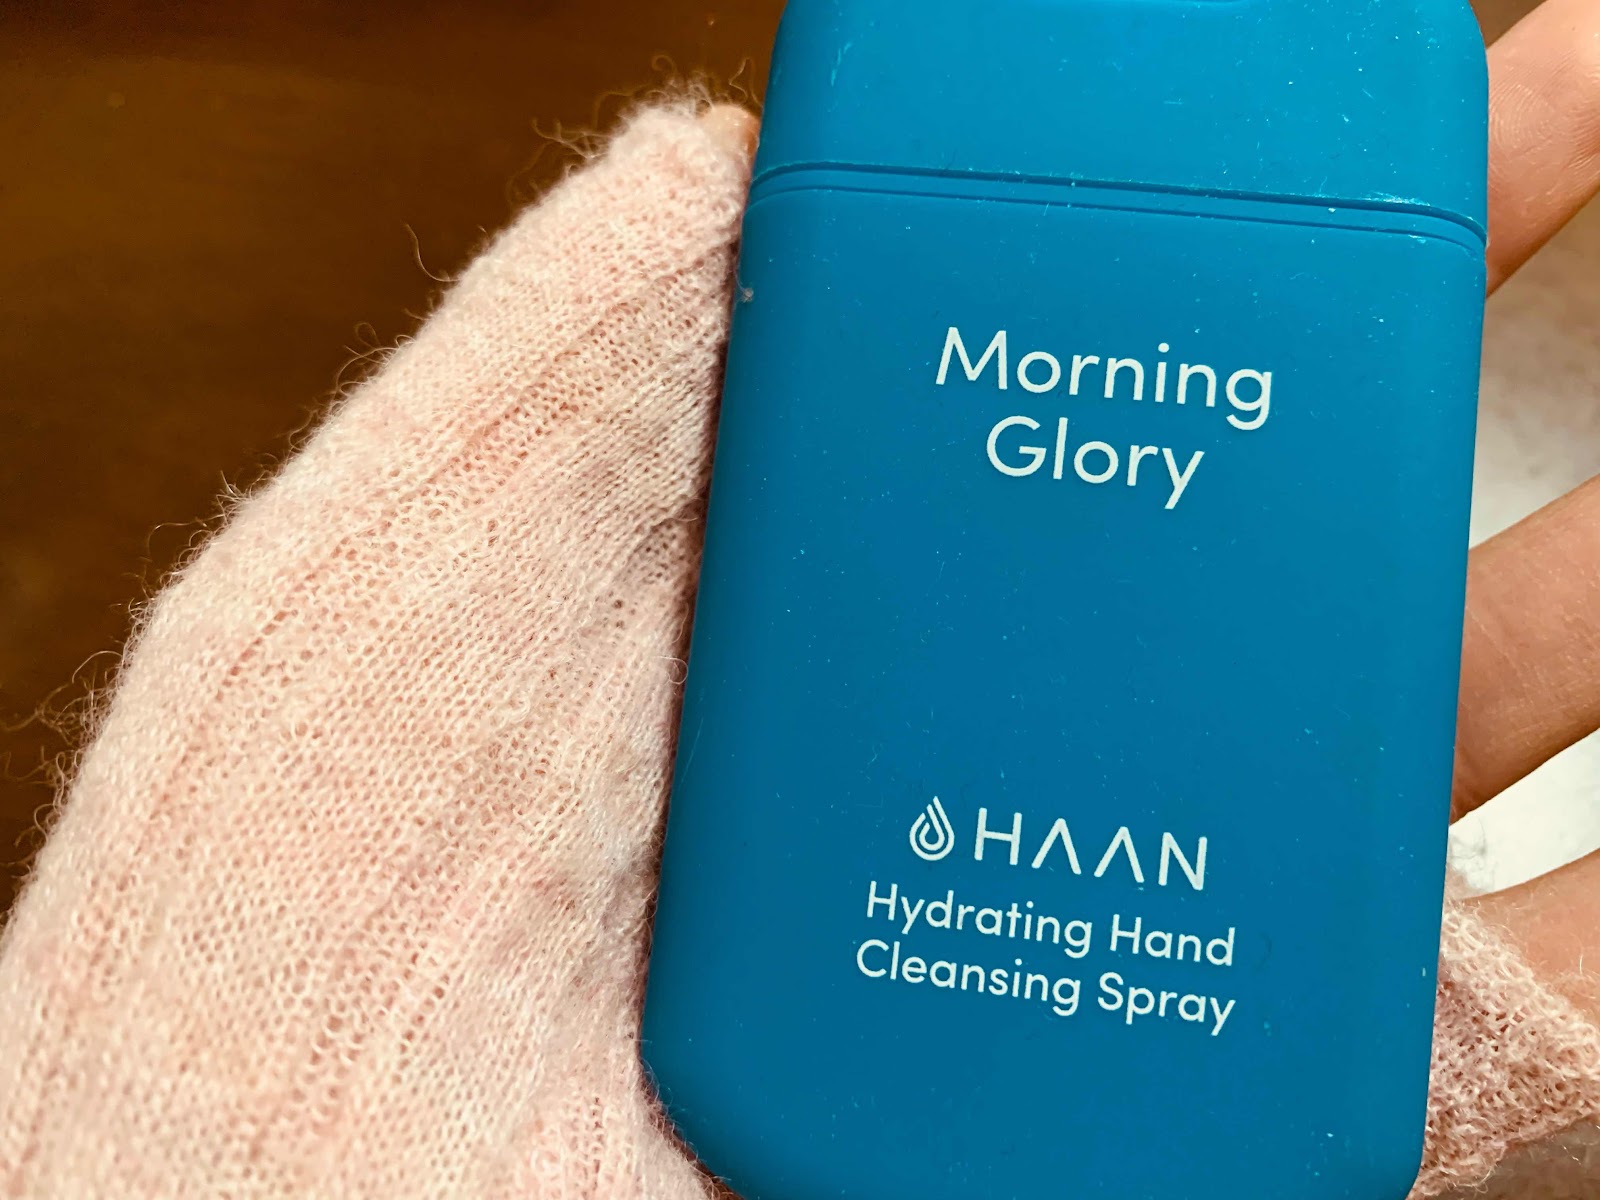 Morning
Glory
HAAN
Hydrating Hand
Cleansing Spray